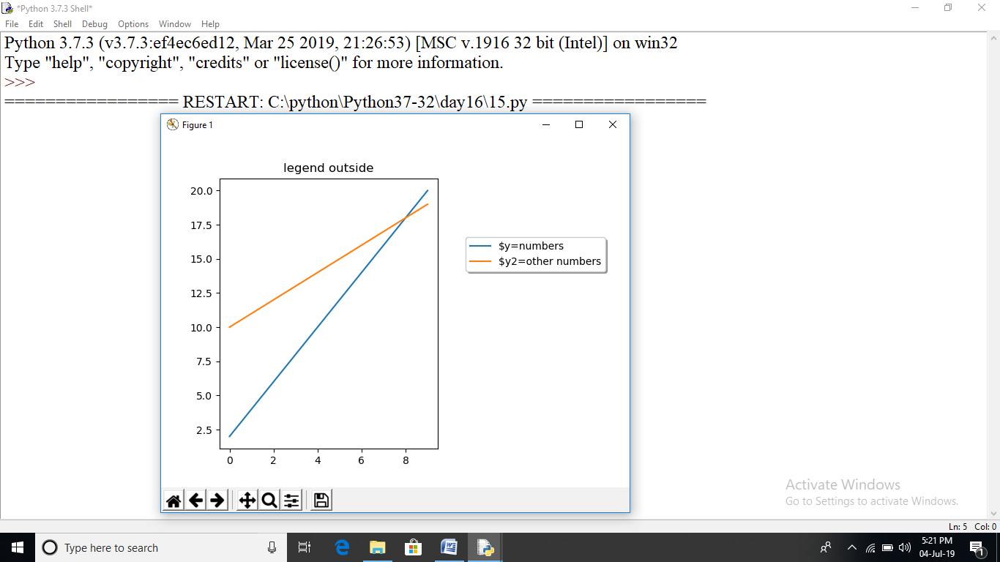 *Python 3.7.3 Shell*
File Edit Shell Debug Options Window Help
Python 3.7.3 (v3.7.3:ef4ec6ed12, Mar 25 2019, 21:26:53) [MSC v.1916 32 bit (Intel)] on win32
Type "help", "copyright", "credits" or "license()" for more information.
>>>
================= RESTART: C:\python\Python37-32\day16\15.py =================
Figure 1
legend outside
20.0
17.5
15.0
12.5
10.0
7.5
5.0
2.5
0 2 4 6 8
$y=numbers
$y2=other numbers
Activate Windows
Go to Settings to activate Windows.
Ln: 5 Col: 0
Type here to search
5:21 PM
04-Jul-19
1